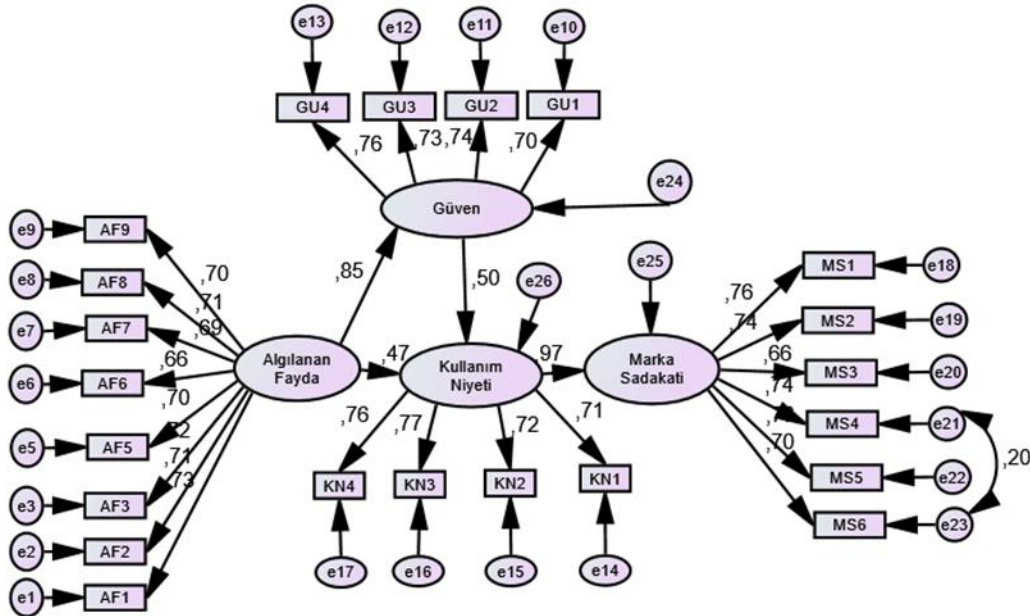 e13
e12
e11
e10
GU4
GU3
GU2
GU1
,76
,73
,74
,70
Güven
e24
e9
AF9
e8
AF8
e7
AF7
e6
AF6
e5
AF5
e3
AF3
e2
AF2
e1
AF1
,70
,71
,69
,66
,70
,72
,71
,73
Algılanan
Fayda
,85
,50
,47
e26
e25
Kullanım
Niyeti
,97
Marka
Sadakati
,76
,77
,72
,71
KN4
KN3
KN2
KN1
e17
e16
e15
e14
,76
,74
,66
,74
,70
MS1
e18
MS2
e19
MS3
e20
MS4
e21
MS5
e22
MS6
e23
,20